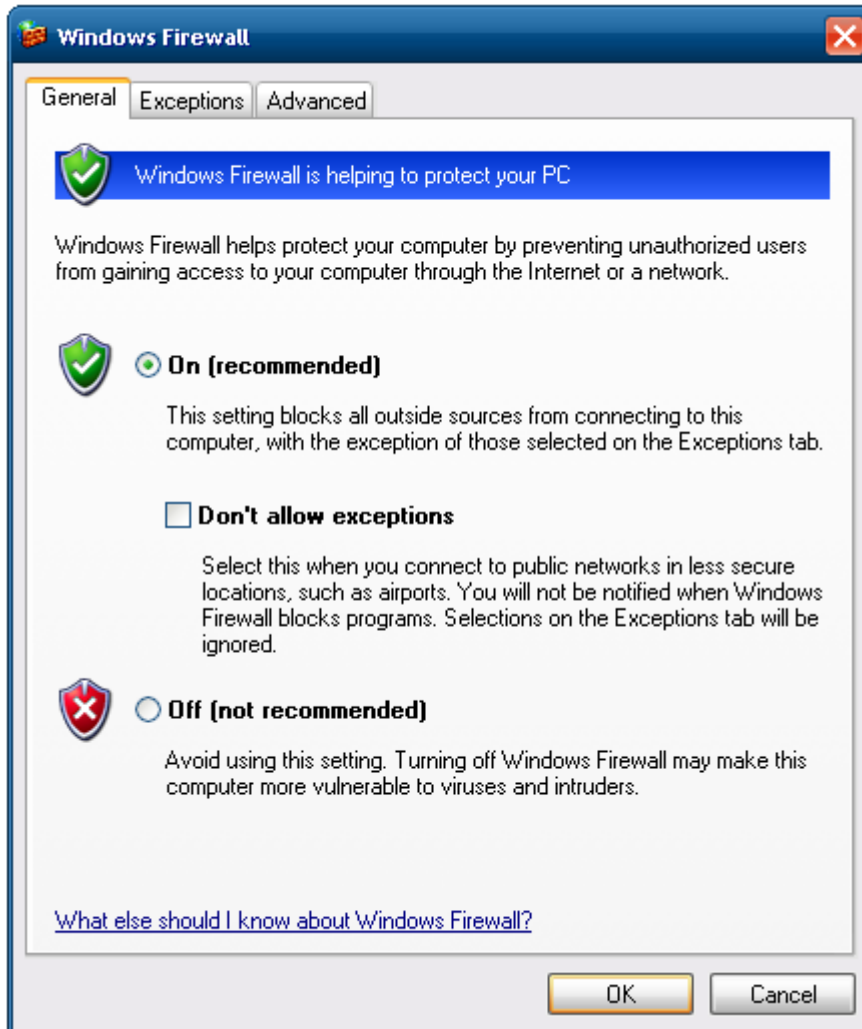 Windows Firewall
General
Exceptions
Advanced
Windows Firewall is helping to protect your PC
Windows Firewall helps protect your computer by preventing unauthorized users
from gaining access to your computer through the Internet or a network.
On (recommended)
This setting blocks all outside sources from connecting to this
computer, with the exception of those selected on the Exceptions tab.
Don't allow exceptions
Select this when you connect to public networks in less secure
locations, such as airports. You will not be notified when Windows
Firewall blocks programs. Selections on the Exceptions tab will be
ignored.
Off (not recommended)
Avoid using this setting. Turning off Windows Firewall may make this
computer more vulnerable to viruses and intruders.
What else should I know about Windows Firewall?
OK
Cancel